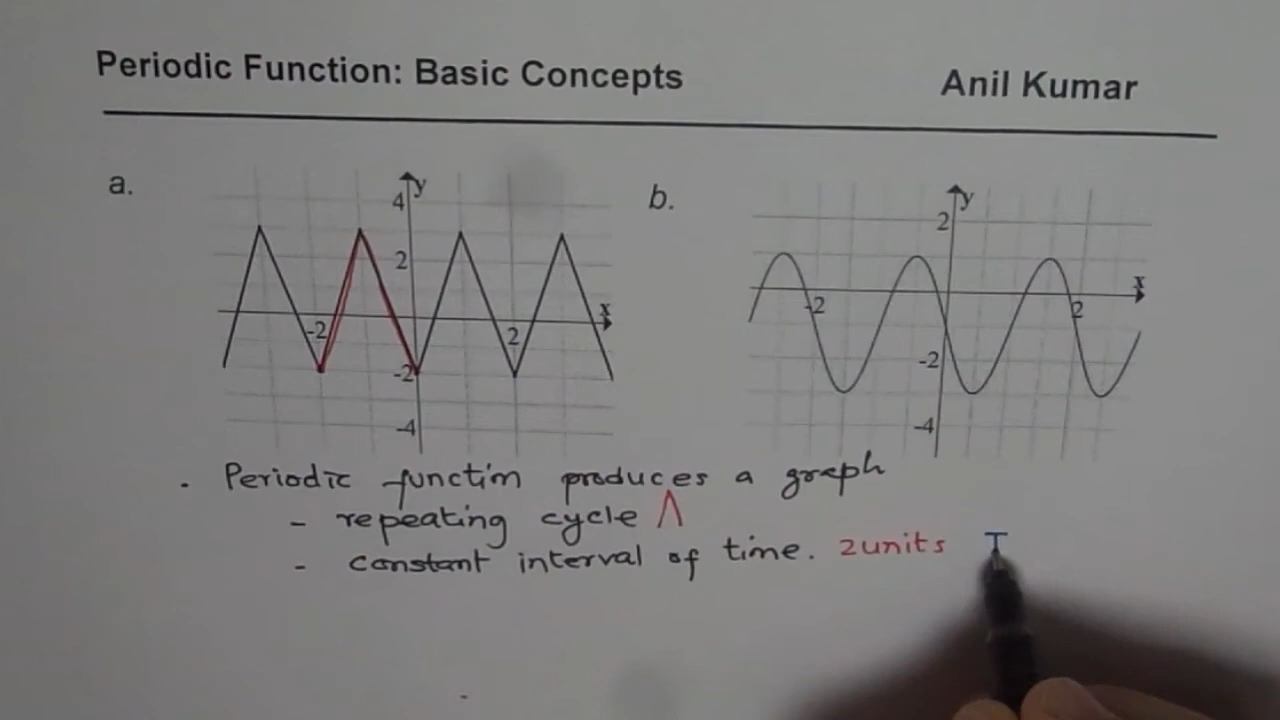 Periodic Function: Basic Concepts Anil Kumar
a. b.
y y
4 2
2
x x
-2 2 -2 2
-2 -2
-4 -4
. Periodic function produces a graph
- repeating cycle Λ
- constant interval of time. 2units T